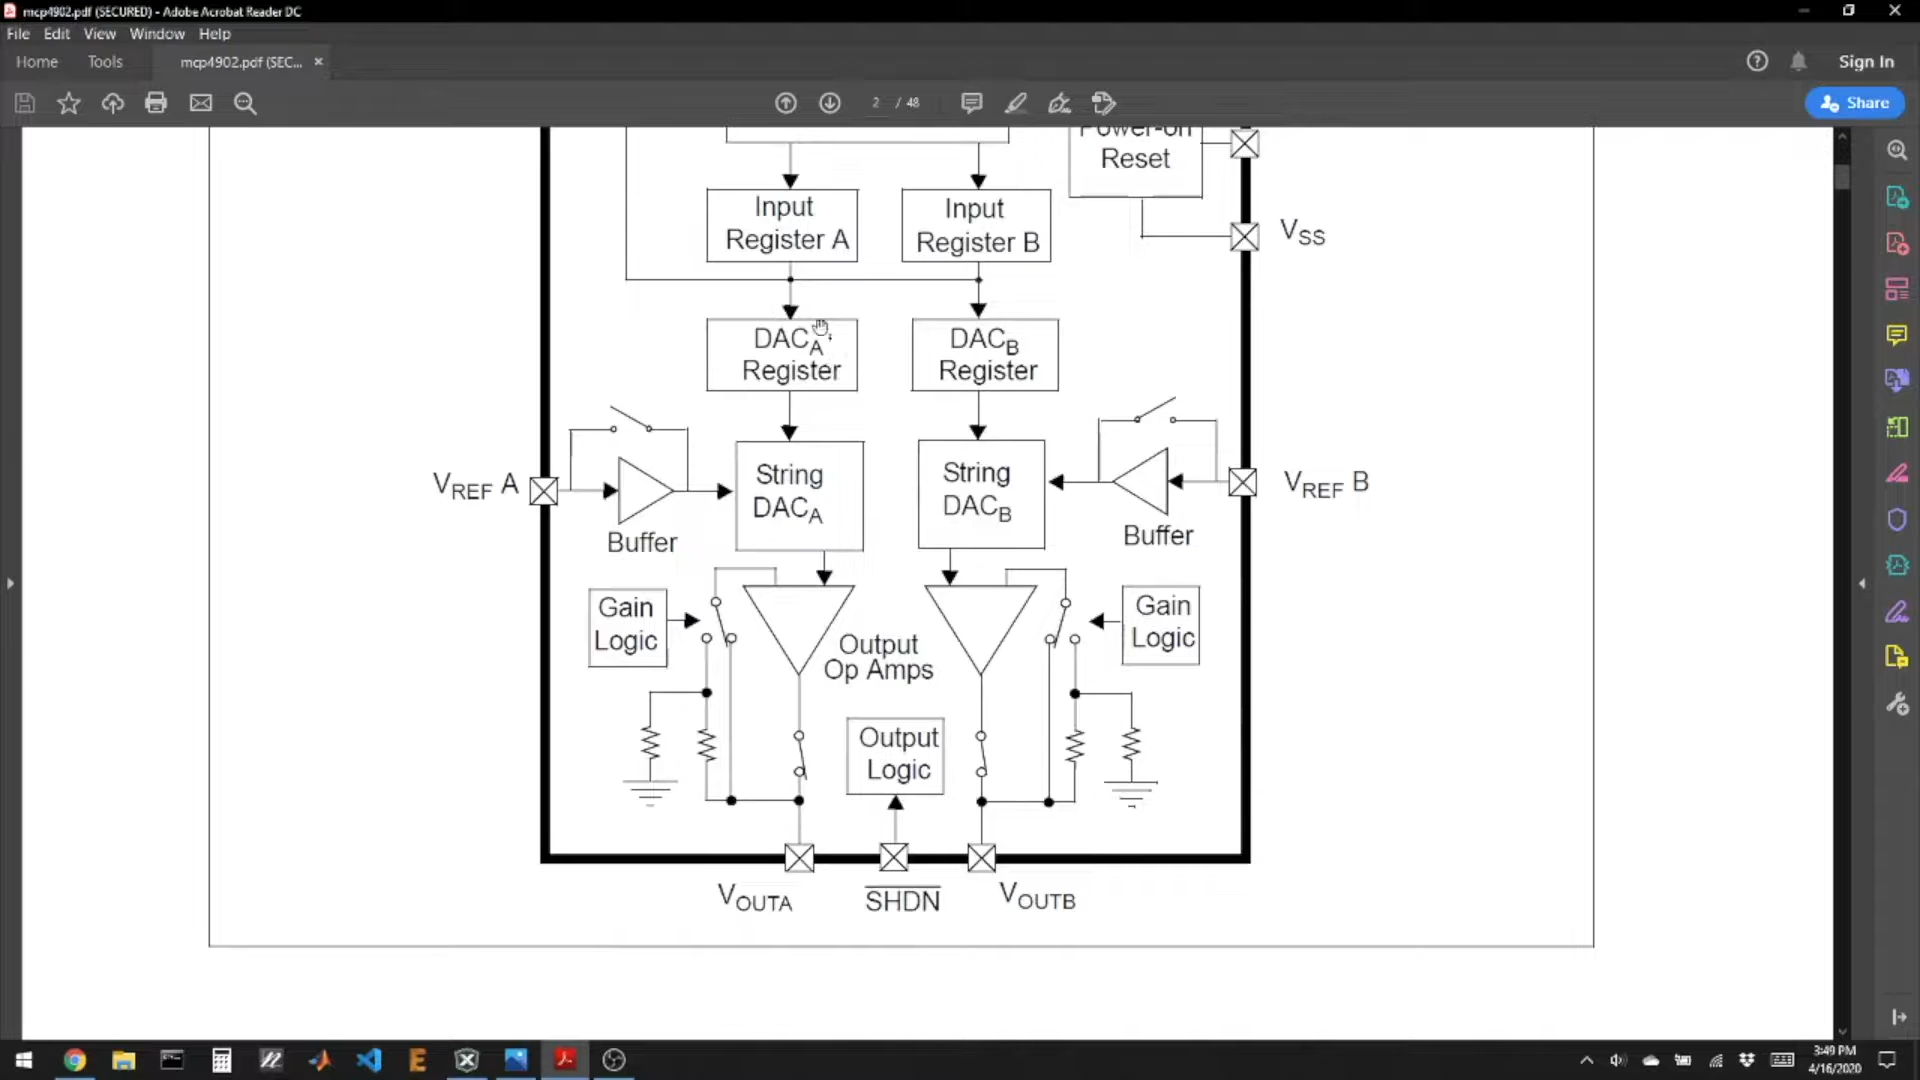 mcp4902.pdf (SECURED) - Adobe Acrobat Reader DC
File Edit View Window Help
Home Tools mcp4902.pdf (SEC... × Sign In
2 / 48 Share
Power-on
Reset
Input
Register A
Input
Register B
VSS
DACA
Register
DACB
Register
String
DACA
String
DACB
VREF A
VREF B
Buffer
Buffer
Gain
Logic
Gain
Logic
Output
Op Amps
Output
Logic
VOUTA
SHDN
VOUTB
3:49 PM
4/16/2020